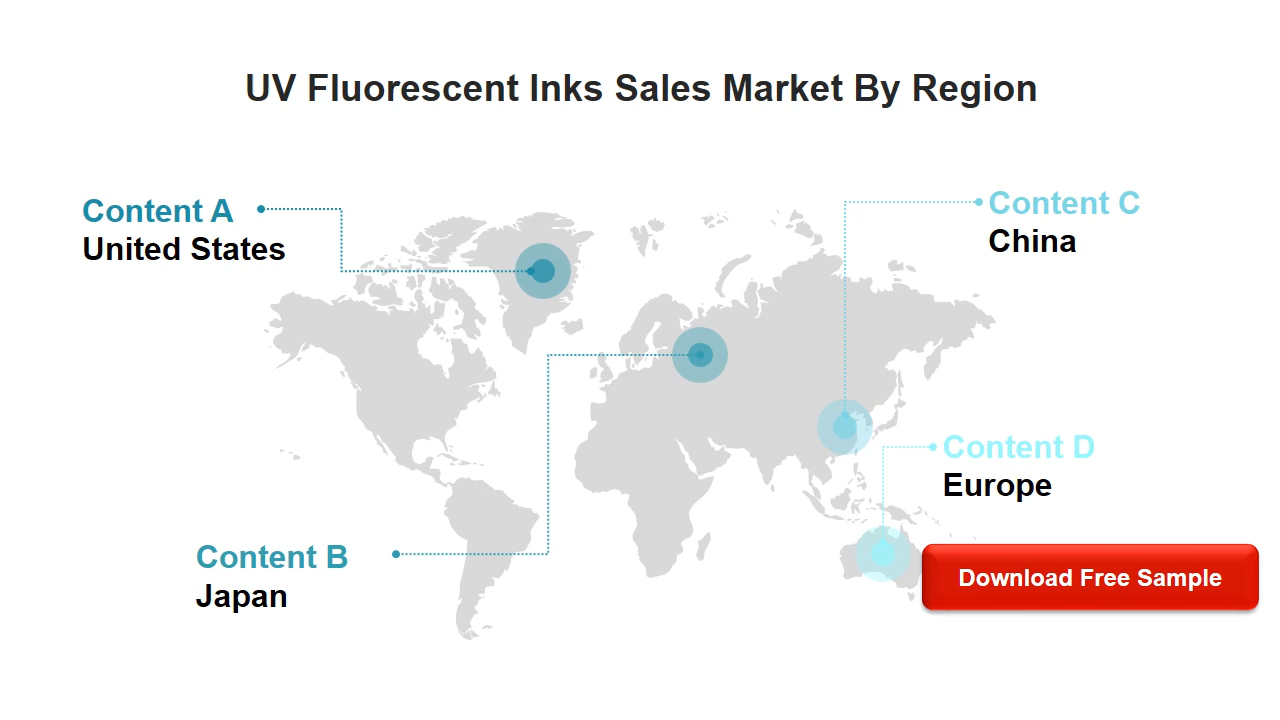 UV Fluorescent Inks Sales Market By Region
Content A
United States
Content C
China
Content D
Europe
Content B
Japan
Download Free Sample